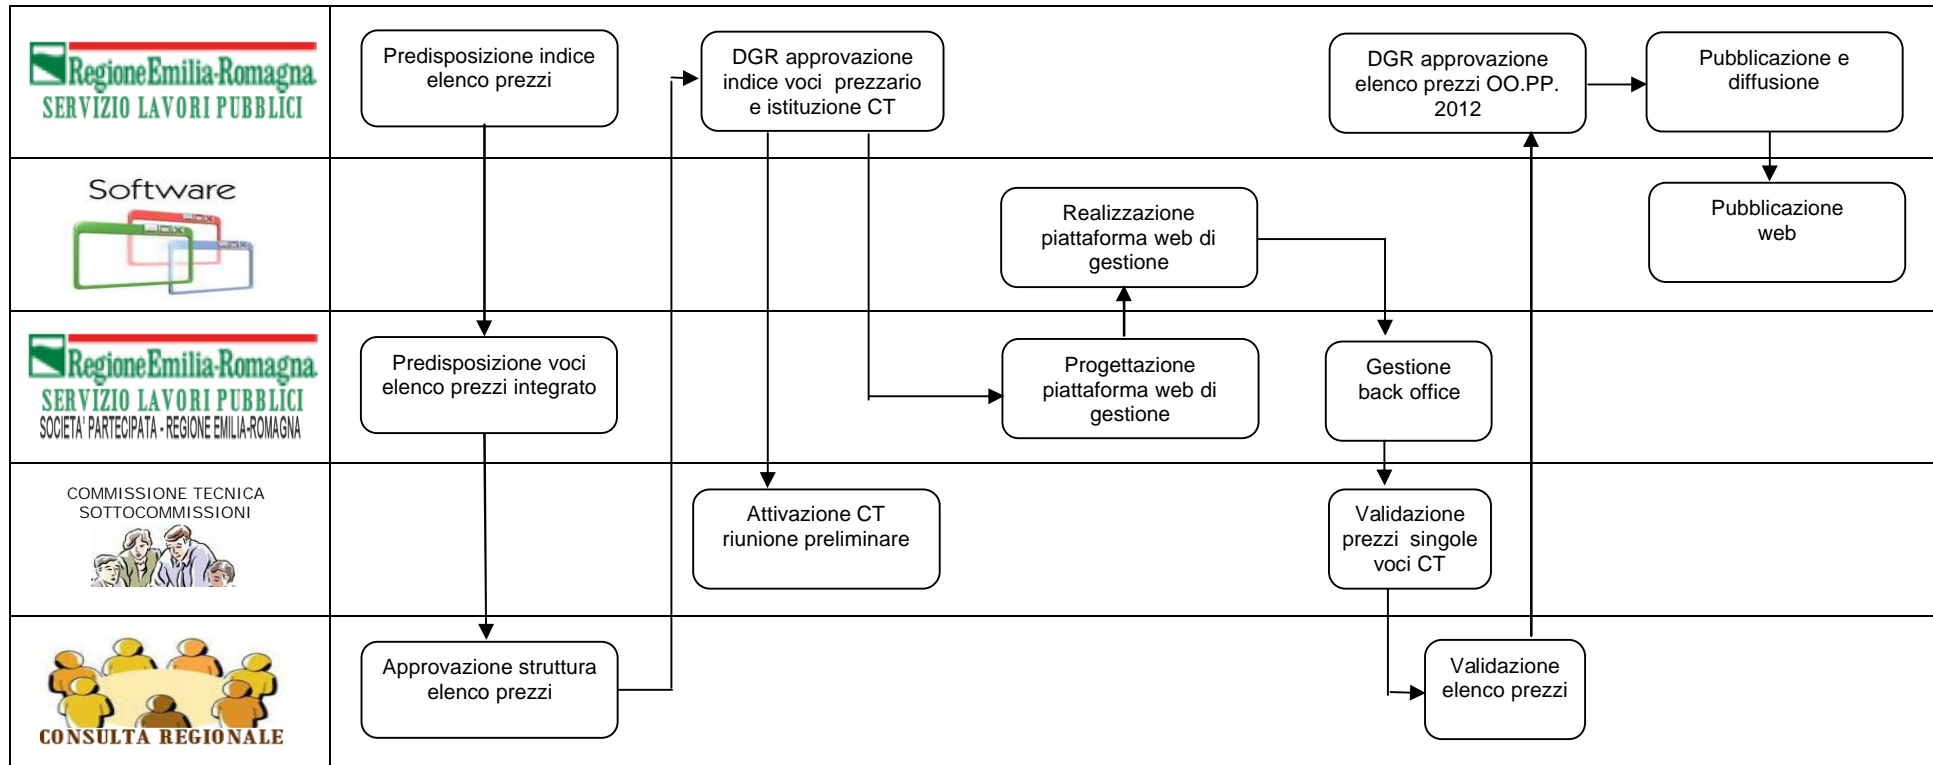 RegioneEmilia-Romagna
SERVIZIO LAVORI PUBBLICI
Predisposizione indice
elenco prezzi
DGR approvazione
indice voci prezzario
e istituzione CT
DGR approvazione
elenco prezzi OO.PP.
2012
Pubblicazione e
diffusione
Software
Realizzazione
piattaforma web di
gestione
Pubblicazione
web
RegioneEmilia-Romagna
SERVIZIO LAVORI PUBBLICI
SOCIETA' PARTECIPATA - REGIONE EMILIA-ROMAGNA
Predisposizione voci
elenco prezzi integrato
Progettazione
piattaforma web di
gestione
Gestione
back office
COMMISSIONE TECNICA
SOTTOCOMMISSIONI
Attivazione CT
riunione preliminare
Validazione
prezzi singole
voci CT
CONSULTA REGIONALE
Approvazione struttura
elenco prezzi
Validazione
elenco prezzi